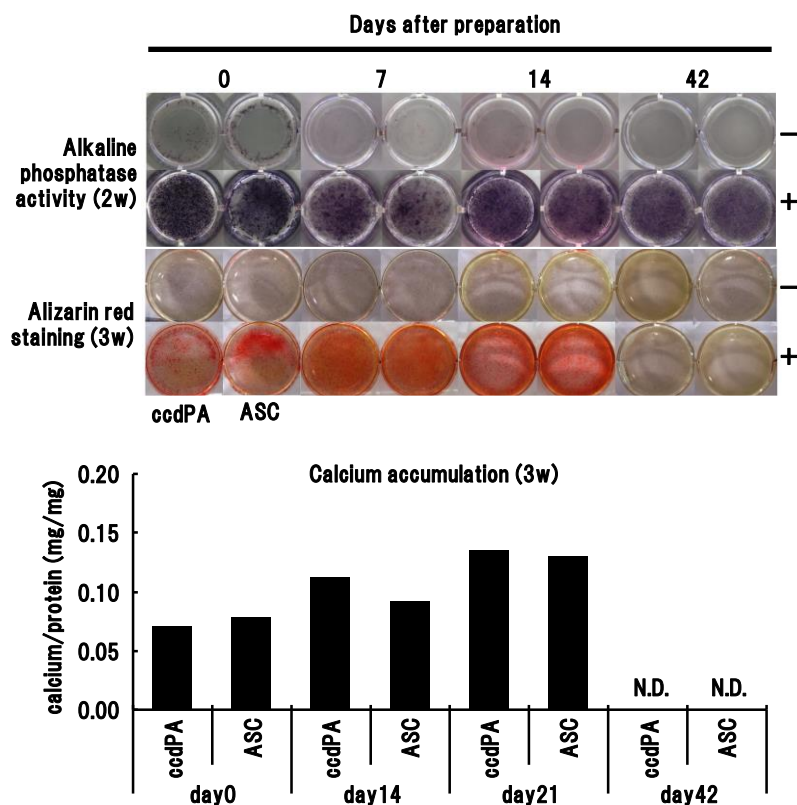 Days after preparation
0 7 14 42
Alkaline
phosphatase
activity (2w)
−
+
Alizarin red
staining (3w)
−
+
ccdPA ASC
Calcium accumulation (3w)
calcium/protein (mg/mg)
0.20
0.15
0.10
0.05
0.00
N.D. N.D.
ccdPA ASC ccdPA ASC ccdPA ASC ccdPA ASC
day0 day14 day21 day42